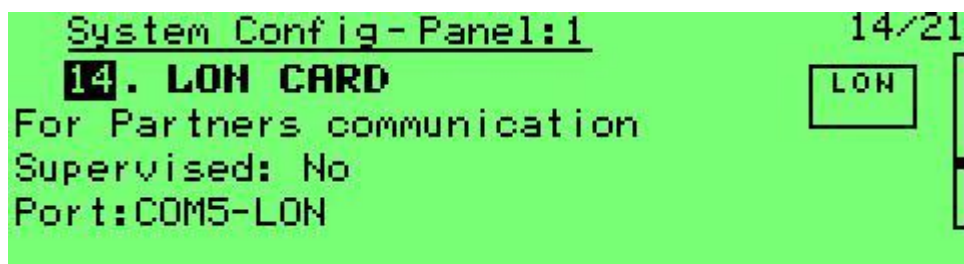 System Config-Panel:1 14/21
14. LON CARD
LON
For Partners communication
Supervised: No
Port:COM5-LON